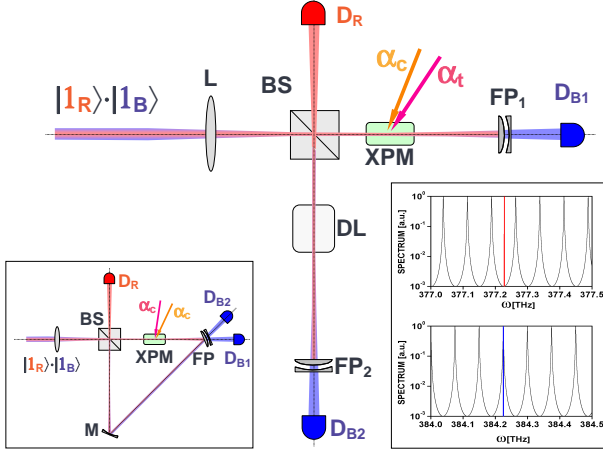 D_R
α_c
α_t
BS
L
|1_R⟩·|1_B⟩
FP_1
D_B1
XPM
DL
FP_2
D_B2
SPECTRUM [a.u.]
10^0
10^-1
10^-2
10^-3
377.0 377.1 377.2 377.3 377.4 377.5
ω[THz]
SPECTRUM [a.u.]
10^0
10^-1
10^-2
10^-3
384.0 384.1 384.2 384.3 384.4 384.5
ω[THz]
D_R
α_c
α_c
D_B2
BS
|1_R⟩·|1_B⟩
XPM
FP
D_B1
M